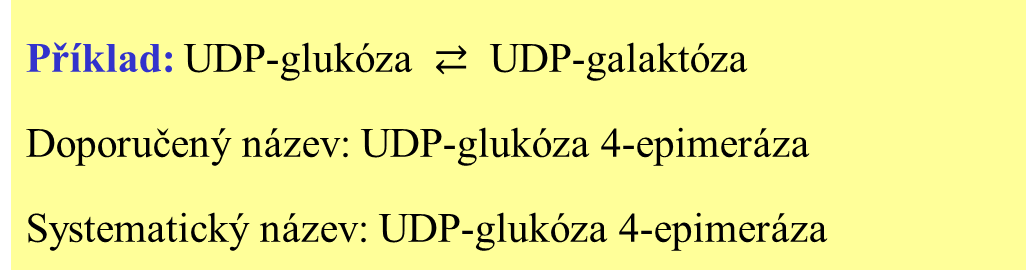 Příklad: UDP-glukóza ⇄ UDP-galaktóza
Doporučený název: UDP-glukóza 4-epimeráza
Systematický název: UDP-glukóza 4-epimeráza